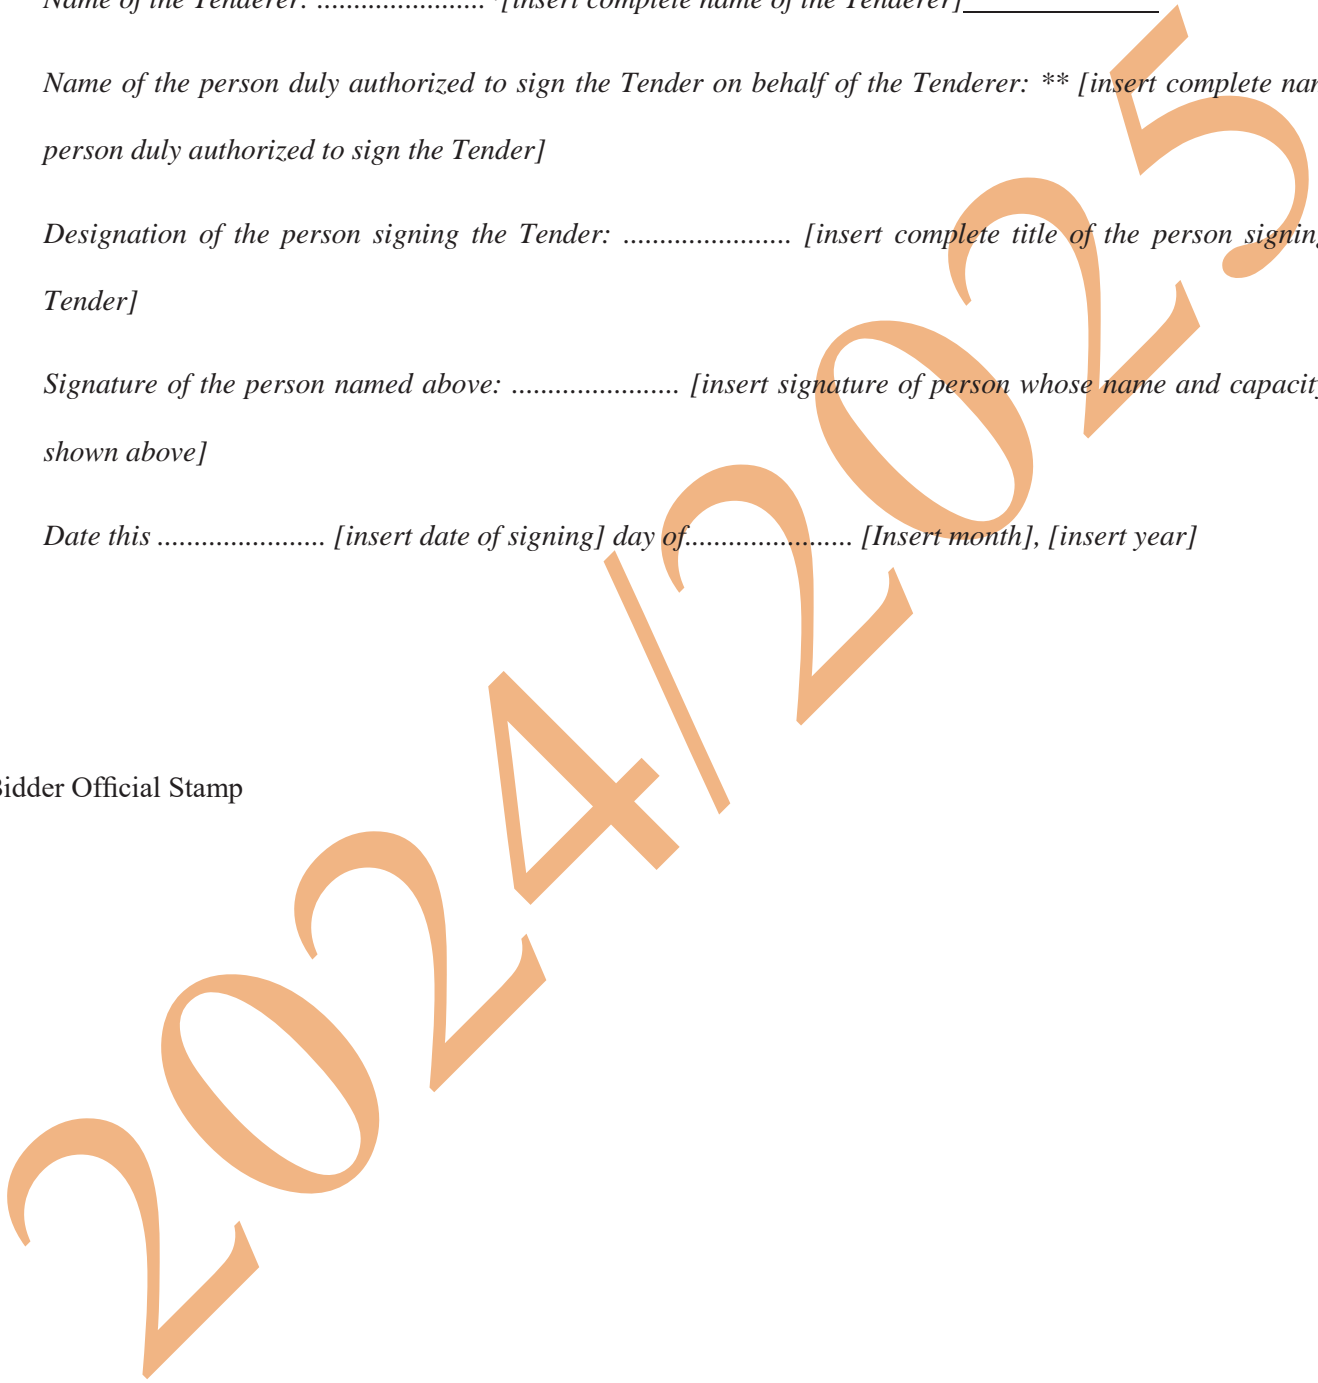 Name of the Tenderer: ....................... *[insert complete name of the Tenderer]
Name of the person duly authorized to sign the Tender on behalf of the Tenderer: ** [insert complete
person duly authorized to sign the Tender]
Designation of the person signing the Tender: ....................... [insert complete title of the person signing
Tender]
Signature of the person named above: ....................... [insert signature of person whose name and capacity
shown above]
Date this ....................... [insert date of signing] day of....................... [Insert month], [insert year]
Bidder Official Stamp
2024/2025